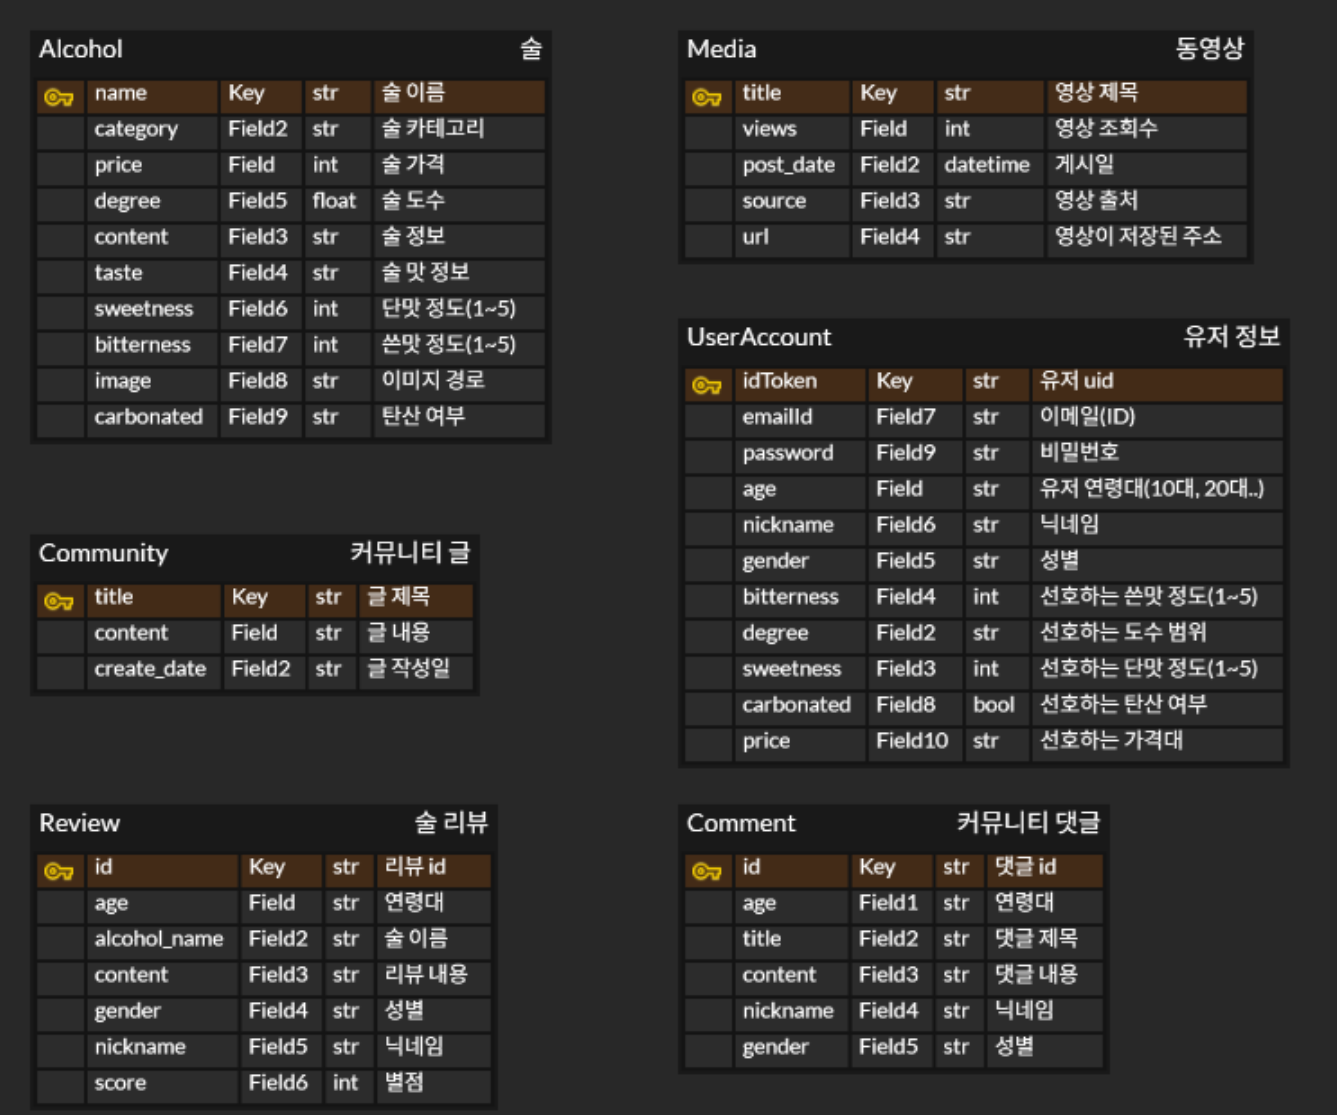 Alcohol 술
name Key str 술 이름
category Field2 str 술 카테고리
price Field int 술 가격
degree Field5 float 술 도수
content Field3 str 술 정보
taste Field4 str 술 맛 정보
sweetness Field6 int 단맛 정도(1~5)
bitterness Field7 int 쓴맛 정도(1~5)
image Field8 str 이미지 경로
carbonated Field9 str 탄산 여부
Media 동영상
title Key str 영상 제목
views Field int 영상 조회수
post_date Field2 datetime 게시일
source Field3 str 영상 출처
url Field4 str 영상이 저장된 주소
UserAccount 유저 정보
idToken Key str 유저 uid
emailId Field7 str 이메일(ID)
password Field9 str 비밀번호
age Field str 유저 연령대(10대, 20대..)
nickname Field6 str 닉네임
gender Field5 str 성별
bitterness Field4 int 선호하는 쓴맛 정도(1~5)
degree Field2 str 선호하는 도수 범위
sweetness Field3 int 선호하는 단맛 정도(1~5)
carbonated Field8 bool 선호하는 탄산 여부
price Field10 str 선호하는 가격대
Community 커뮤니티 글
title Key str 글 제목
content Field str 글 내용
create_date Field2 str 글 작성일
Review 술 리뷰
id Key str 리뷰 id
age Field str 연령대
alcohol_name Field2 str 술 이름
content Field3 str 리뷰 내용
gender Field4 str 성별
nickname Field5 str 닉네임
score Field6 int 별점
Comment 커뮤니티 댓글
id Key str 댓글 id
age Field1 str 연령대
title Field2 str 댓글 제목
content Field3 str 댓글 내용
nickname Field4 str 닉네임
gender Field5 str 성별